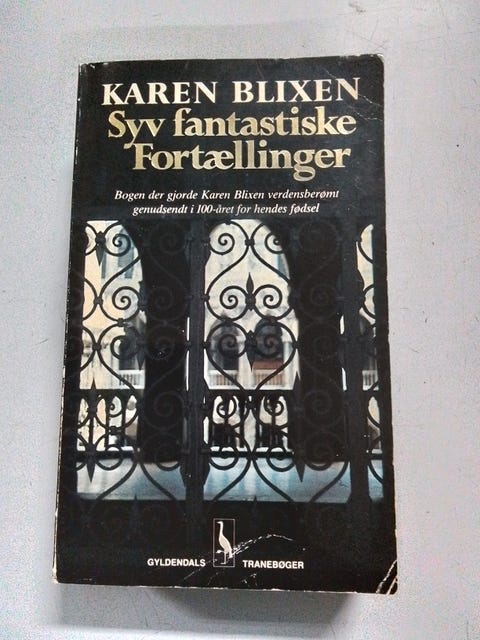 KAREN BLIXEN
Syv fantastiske
Fortællinger
Bogen der gjorde Karen Blixen verdensberømt
genudsendt i 100-året for hendes fødsel
GYLDENDALS TRANEBØGER